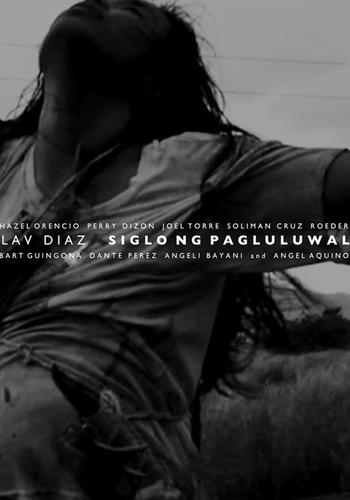 HAZEL ORENCIO PERRY DIZON JOEL TORRE SOLIMAN CRUZ ROEDER
LAV DIAZ SIGLO NG PAGLULUWAL
BART GUINGONA DANTE PEREZ ANGELI BAYANI and ANGEL AQUINO